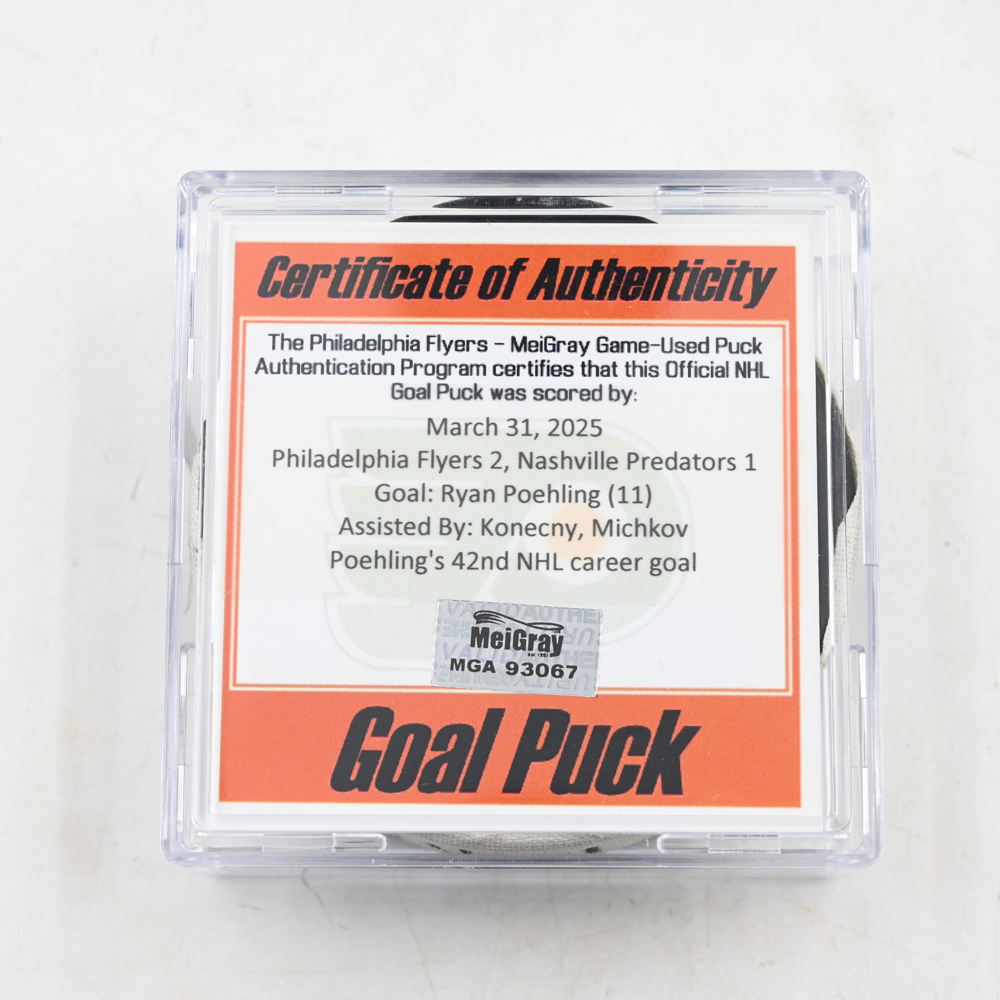 Certificate of Authenticity
The Philadelphia Flyers - MeiGray Game-Used Puck
Authentication Program certifies that this Official NHL
Goal Puck was scored by:
March 31, 2025
Philadelphia Flyers 2, Nashville Predators 1
Goal: Ryan Poehling (11)
Assisted By: Konecny, Michkov
Poehling's 42nd NHL career goal
MeiGray
MGA 93067
Goal Puck